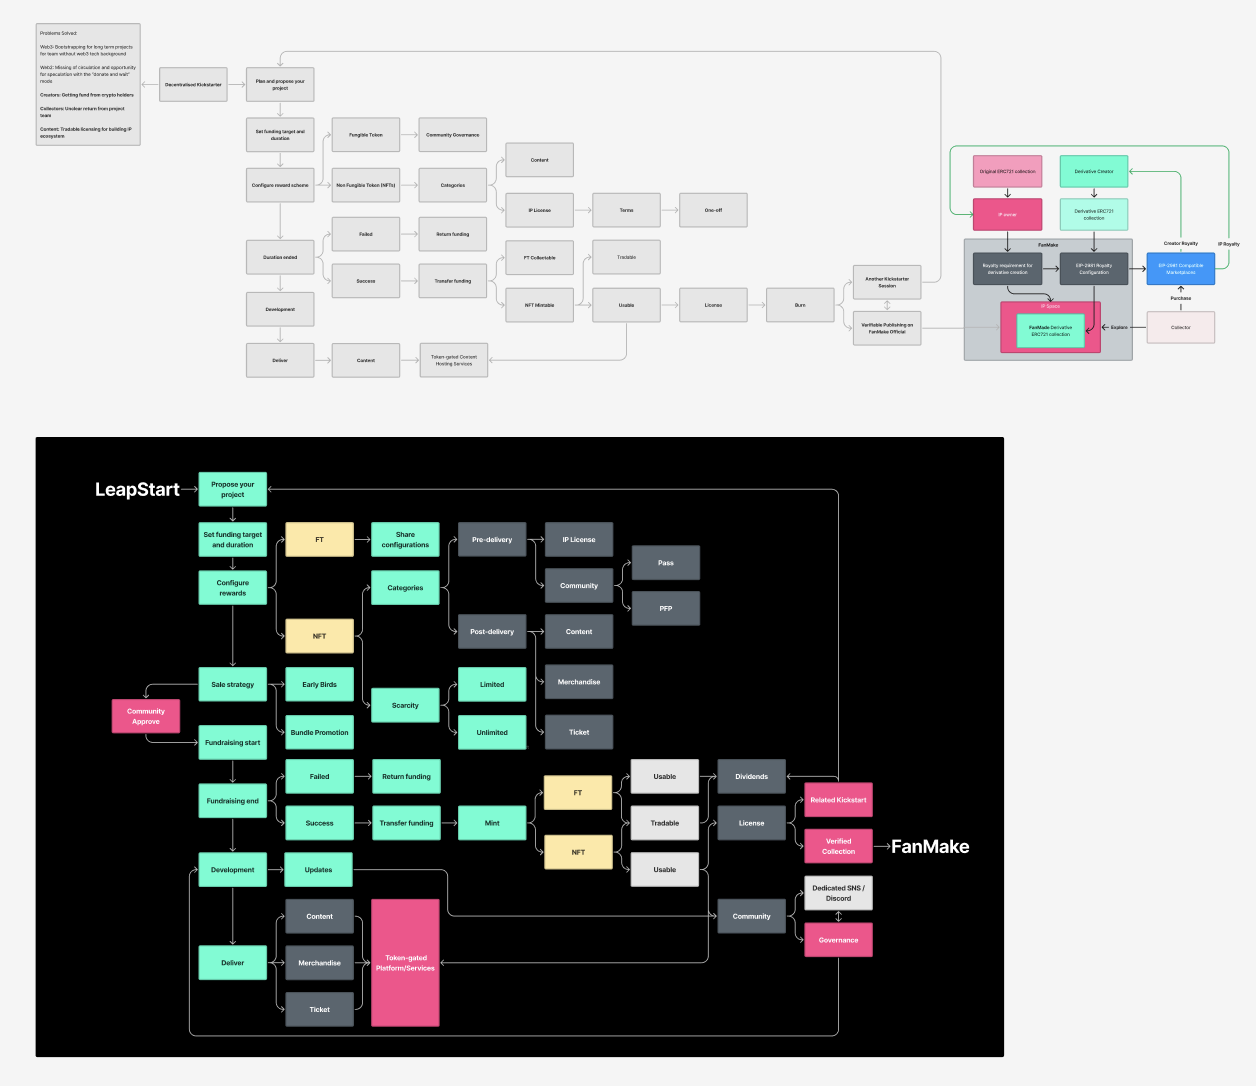 Problems Solved:
Web3- Bootstrapping for long term projects
for team without web3 tech background
Web2: Missing of circulation and opportunity
for speculation with the "donate and wait"
mode
Creators: Getting fund from crypto holders
Collectors: Unclear return from project
team
Content: Tradable licensing for building IP
ecosystem
Decentralised Kickstarter
Plan and propose your
project
Set funding target and
duration
Configure reward scheme
Fungible Token
Community Governance
Non Fungible Token (NFTs)
Categories
Content
IP License
Terms
One-off
Duration ended
Failed
Return funding
Success
Transfer funding
FT Collectable
NFT Mintable
Tradable
Usable
License
Burn
Another Kickstarter
Session
Verifiable Publishing on
FanMake Official
Development
Deliver
Content
Token-gated Content
Hosting Services
Original ERC721 collection
Derivative Creator
IP owner
Derivative ERC721
collection
Creator Royalty
IP Royalty
FanMake
Royalty requirement for
derivative creation
EIP-2981 Royalty
Configuration
EIP-2981 Compatible
Marketplaces
Purchase
IP Space
FanMade Derivative
ERC721 collection
Explore
Collector
LeapStart
Propose your
project
Set funding target
and duration
Configure
rewards
FT
Share
configurations
NFT
Categories
Pre-delivery
IP License
Community
Pass
PFP
Post-delivery
Content
Merchandise
Ticket
Scarcity
Limited
Unlimited
Sale strategy
Early Birds
Bundle Promotion
Community
Approve
Fundraising start
Fundraising end
Failed
Return funding
Success
Transfer funding
Mint
FT
NFT
Usable
Tradable
Usable
Dividends
License
Related Kickstart
Verified
Collection
FanMake
Development
Updates
Community
Dedicated SNS /
Discord
Governance
Deliver
Content
Merchandise
Ticket
Token-gated
Platform/Services